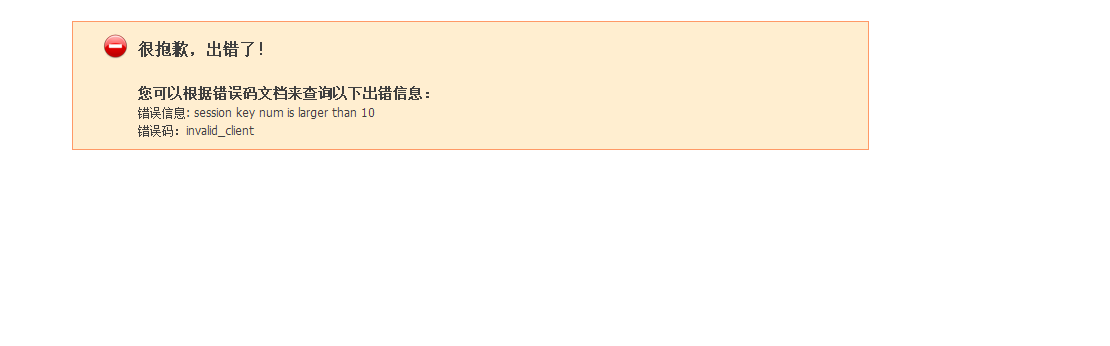 很抱歉，出错了！
您可以根据错误码文档来查询以下出错信息：
错误信息: session key num is larger than 10
错误码：invalid_client